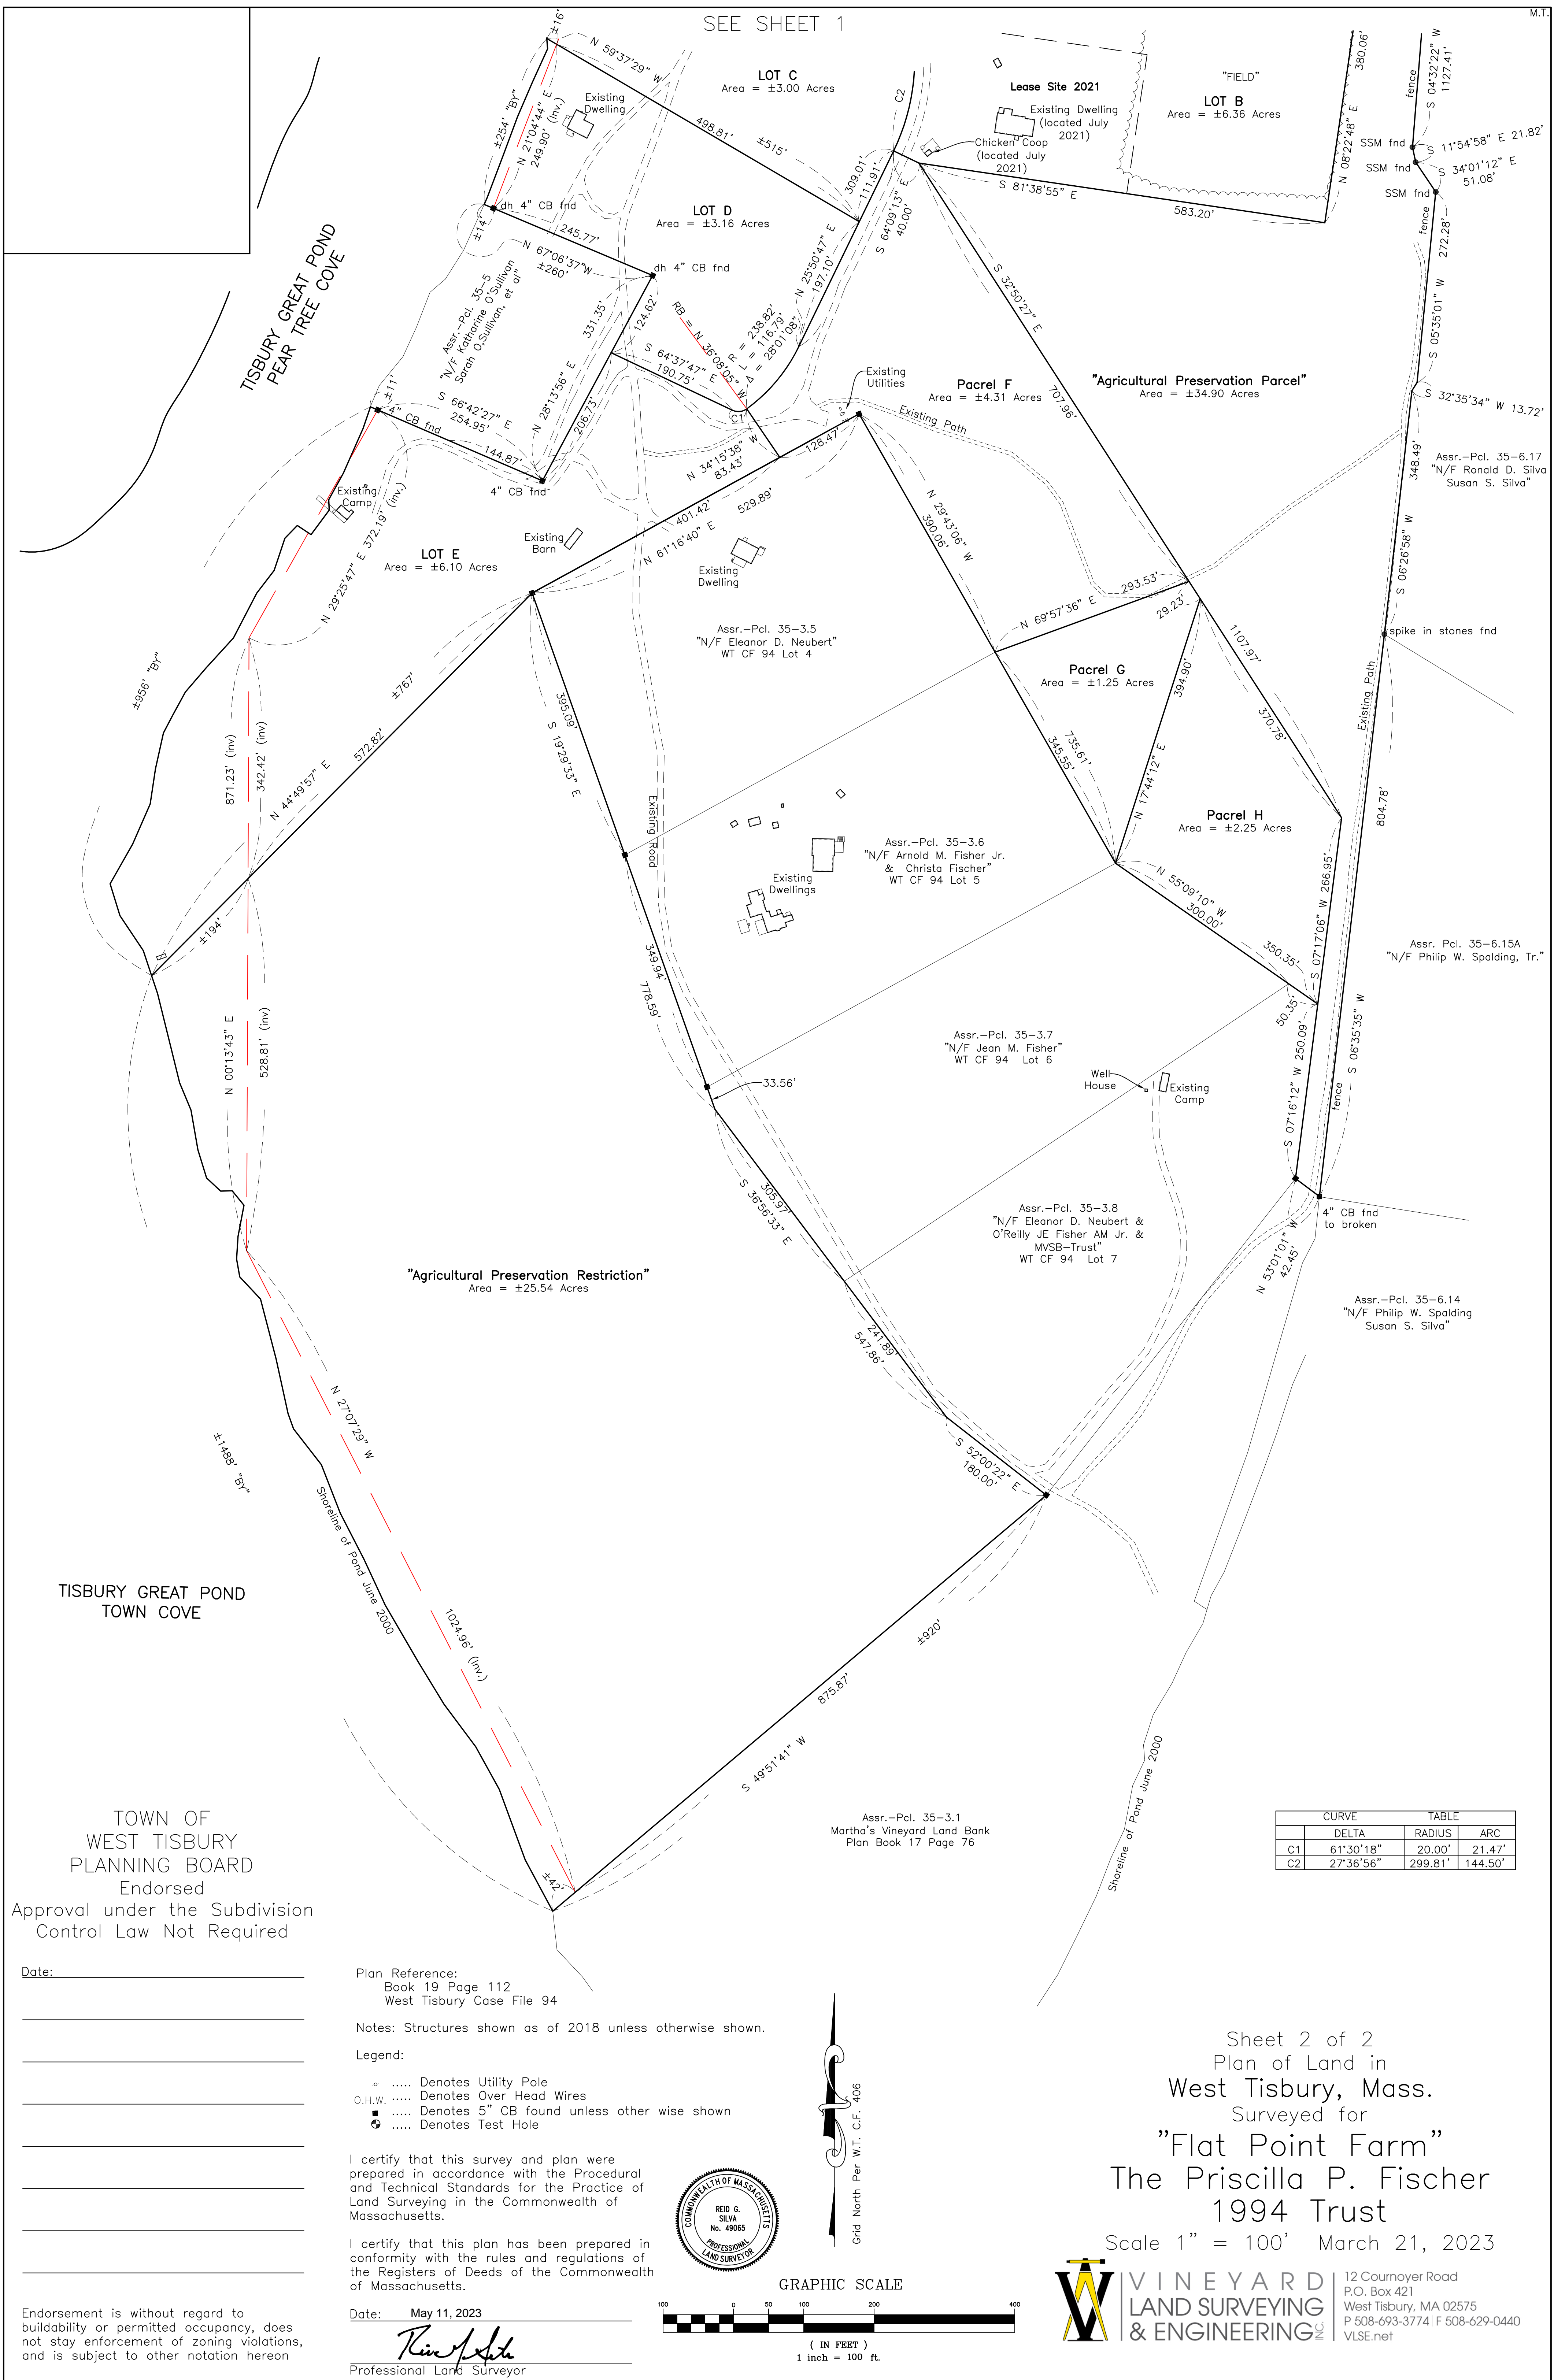 SEE SHEET 1
M.T.
±16'
N 59°37'29" W
498.81'
±515'
LOT C
Area = ±3.00 Acres
C2
Lease Site 2021
Existing Dwelling
(located July
2021)
Chicken Coop
(located July
2021)
"FIELD"
LOT B
Area = ±6.36 Acres
380.06'
N 08°22'48" E
fence
S 04°32'22" W
1127.41'
SSM fnd
S 11°54'58" E 21.82'
SSM fnd
S 34°01'12" E
51.08'
SSM fnd
fence
272.28'
S 05°35'01" W
S 32°35'34" W 13.72'
±254' "BY"
N 21°04'44" E
249.90' (Inv.)
Existing
Dwelling
dh 4" CB fnd
±14'
245.77'
N 67°06'37"W
±260'
LOT D
Area = ±3.16 Acres
dh 4" CB fnd
309.01'
111.91'
S 64°09'13" E
40.00'
N 25°50'47" E
197.10'
S 81°38'55" E
583.20'
S 32°50'27" E
707.96'
TISBURY GREAT POND
PEAR TREE COVE
Assr.-Pcl. 35-5
"N/F Katharine O'Sullivan
Sarah O,Sullivan, et al"
331.35'
124.62'
N 28°13'56" E
206.73'
RB = N 36°08'05" W
R = 238.82'
L = 116.79'
Δ = 28°01'08"
S 64°37'47" E
190.75'
C1
±11'
4" CB fnd
S 66°42'27" E
254.95'
144.87'
4" CB fnd
Existing
Camp
Existing
Utilities
Pacrel F
Area = ±4.31 Acres
"Agricultural Preservation Parcel"
Area = ±34.90 Acres
Existing Path
N 34°15'38" W
83.43'
128.47'
401.42'
529.89'
N 61°16'40" E
N 29°43'06" W
390.06'
348.49'
S 06°26'58" W
Assr.-Pcl. 35-6.17
"N/F Ronald D. Silva
Susan S. Silva"
LOT E
Area = ±6.10 Acres
Existing
Barn
Existing
Dwelling
N 29°25'47" E 372.19' (inv.)
±956' "BY"
±767'
572.82'
N 44°49'57" E
871.23' (inv)
342.42' (inv)
±194'
Assr.-Pcl. 35-3.5
"N/F Eleanor D. Neubert"
WT CF 94 Lot 4
N 69°57'36" E
293.53'
29.23'
1107.97'
370.78'
spike in stones fnd
Existing Path
Pacrel G
Area = ±1.25 Acres
394.90'
N 17°44'12" E
735.61'
345.55'
395.09'
S 19°29'33" E
Existing Road
Pacrel H
Area = ±2.25 Acres
804.78'
Assr.-Pcl. 35-3.6
"N/F Arnold M. Fisher Jr.
& Christa Fischer"
WT CF 94 Lot 5
Existing
Dwellings
N 55°09'10" W
300.00'
350.35'
50.35'
S 07°17'06" W 266.95'
Assr. Pcl. 35-6.15A
"N/F Philip W. Spalding, Tr."
N 00°13'43" E
528.81' (inv)
349.94'
778.59'
33.56'
Assr.-Pcl. 35-3.7
"N/F Jean M. Fisher"
WT CF 94 Lot 6
Well
House
Existing
Camp
S 07°16'12" W 250.09'
fence
S 06°35'35" W
305.97'
S 36°56'33" E
Assr.-Pcl. 35-3.8
"N/F Eleanor D. Neubert &
O'Reilly JE Fisher AM Jr. &
MVSB-Trust"
WT CF 94 Lot 7
4" CB fnd
to broken
N 53°01'01" W
42.45'
Assr.-Pcl. 35-6.14
"N/F Philip W. Spalding
Susan S. Silva"
"Agricultural Preservation Restriction"
Area = ±25.54 Acres
241.89'
547.86'
N 27°07'29" W
1024.96' (Inv.)
±1488' "BY"
Shoreline of Pond June 2000
S 52°00'22" E
180.00'
TISBURY GREAT POND
TOWN COVE
±920'
875.87'
S 49°51'41" W
±42'
Shoreline of Pond June 2000
Assr.-Pcl. 35-3.1
Martha's Vineyard Land Bank
Plan Book 17 Page 76
CURVE TABLE
DELTA RADIUS ARC
C1 61°30'18" 20.00' 21.47'
C2 27°36'56" 299.81' 144.50'
TOWN OF
WEST TISBURY
PLANNING BOARD
Endorsed
Approval under the Subdivision
Control Law Not Required
Date:
Endorsement is without regard to
buildability or permitted occupancy, does
not stay enforcement of zoning violations,
and is subject to other notation hereon
Plan Reference:
Book 19 Page 112
West Tisbury Case File 94
Notes: Structures shown as of 2018 unless otherwise shown.
Legend:
..... Denotes Utility Pole
O.H.W. ..... Denotes Over Head Wires
..... Denotes 5" CB found unless other wise shown
..... Denotes Test Hole
I certify that this survey and plan were
prepared in accordance with the Procedural
and Technical Standards for the Practice of
Land Surveying in the Commonwealth of
Massachusetts.
I certify that this plan has been prepared in
conformity with the rules and regulations of
the Registers of Deeds of the Commonwealth
of Massachusetts.
Date: May 11, 2023
Professional Land Surveyor
COMMONWEALTH OF MASSACHUSETTS
REID G.
SILVA
No. 49065
PROFESSIONAL
LAND SURVEYOR
Grid North Per W.T. C.F. 406
GRAPHIC SCALE
100 0 50 100 200 400
( IN FEET )
1 inch = 100 ft.
Sheet 2 of 2
Plan of Land in
West Tisbury, Mass.
Surveyed for
"Flat Point Farm"
The Priscilla P. Fischer
1994 Trust
Scale 1" = 100' March 21, 2023
VINEYARD
LAND SURVEYING
& ENGINEERING INC.
12 Cournoyer Road
P.O. Box 421
West Tisbury, MA 02575
P 508-693-3774 F 508-629-0440
VLSE.net